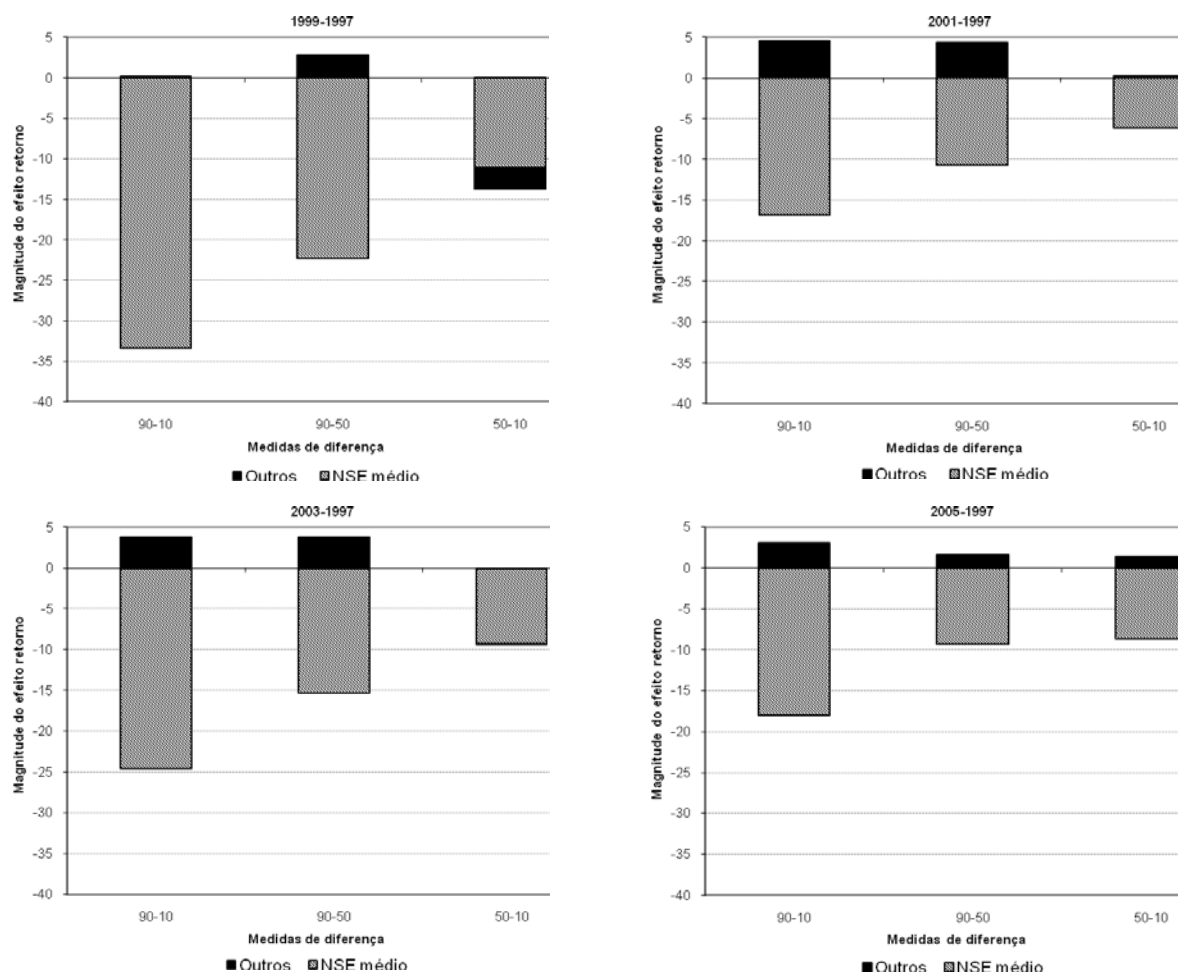 1999-1997
Magnitude do efeito retorno
5
0
-5
-10
-15
-20
-25
-30
-35
-40
90-10 90-50 50-10
Medidas de diferença
Outros NSE médio
2001-1997
Magnitude do efeito retorno
5
0
-5
-10
-15
-20
-25
-30
-35
-40
90-10 90-50 50-10
Medidas de diferença
Outros NSE médio
2003-1997
Magnitude do efeito retorno
5
0
-5
-10
-15
-20
-25
-30
-35
-40
90-10 90-50 50-10
Medidas de diferença
Outros NSE médio
2005-1997
Magnitude do efeito retorno
5
0
-5
-10
-15
-20
-25
-30
-35
-40
90-10 90-50 50-10
Medidas de diferença
Outros NSE médio